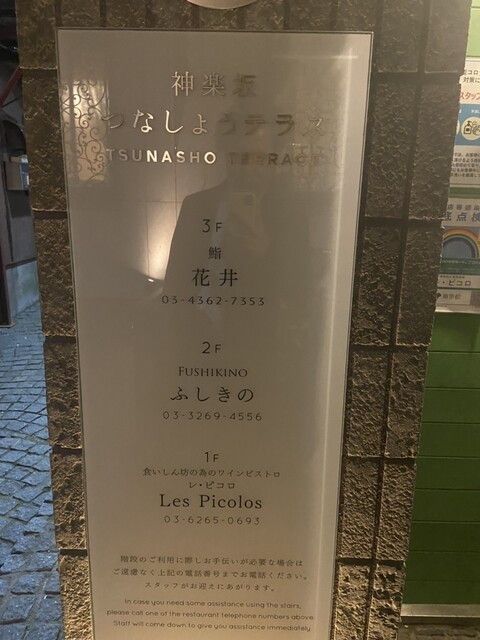 神楽坂
つなしょうテラス
TSUNASHO TERRACE
3F
鮨
花井
03-4362-7353
2F
FUSHIKINO
ふしきの
03-3269-4556
1F
食いしん坊の為のワインビストロ
レ・ピコロ
Les Picolos
03-6265-0693
階段のご利用に際しお手伝いが必要な場合は
ご遠慮なく上記の電話番号までお電話ください。
スタッフがお迎えにあがります。
In case you need some assistance using the stairs,
please call one of the restaurant telephone numbers above.
Staff will come down to give you assistance immediately.
スタッフ
・ピコロ